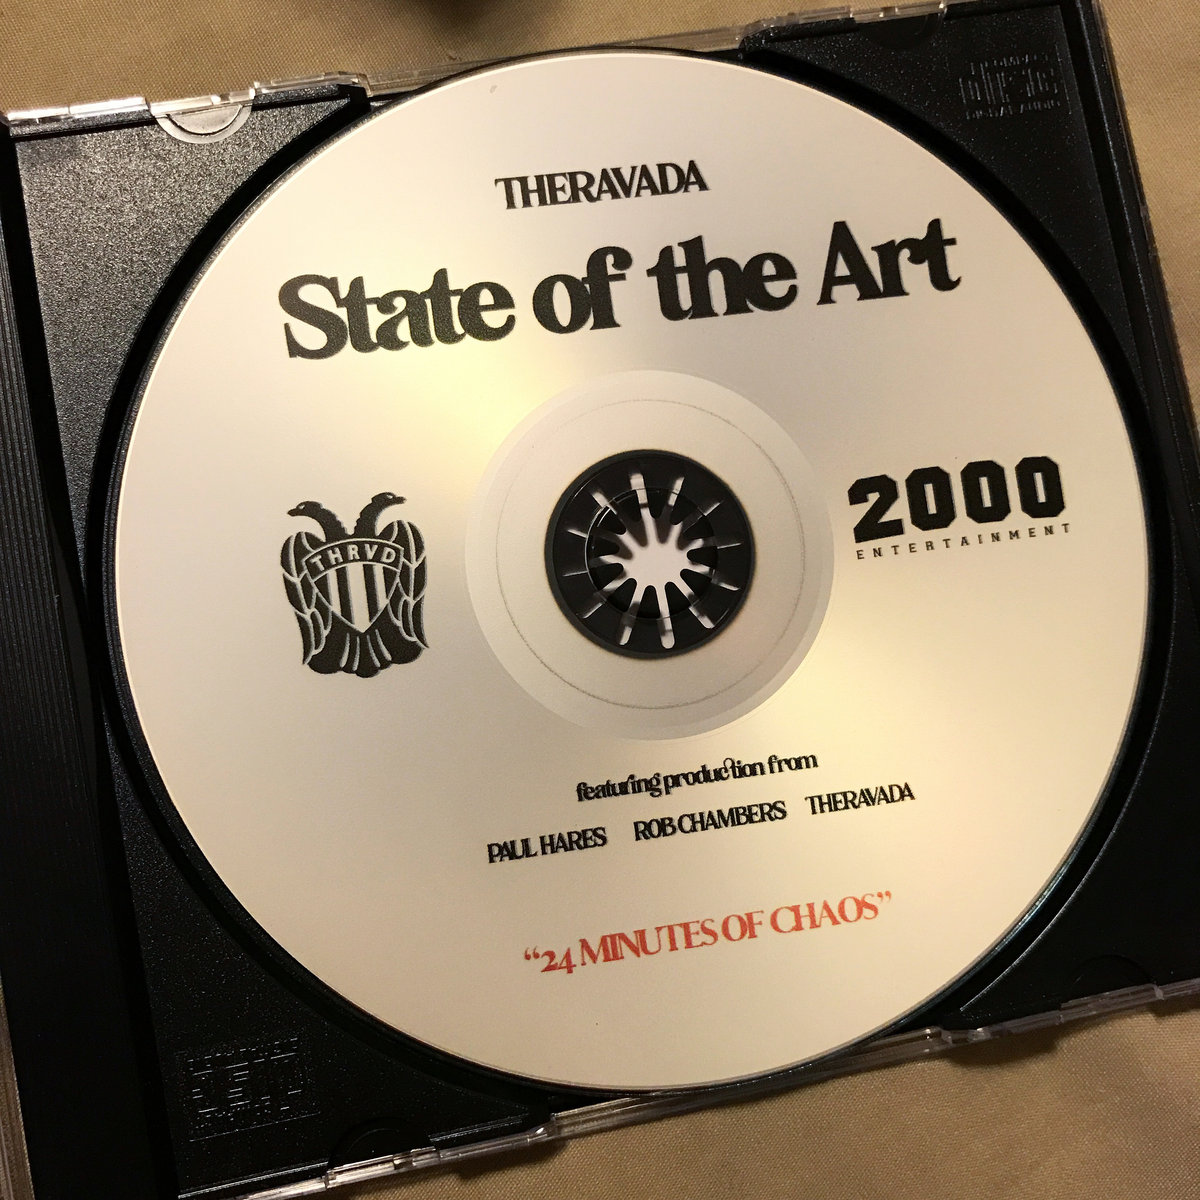 THERAVADA
State of the Art
THRVD
2000
ENTERTAINMENT
featuring production from
PAUL HARES ROB CHAMBERS THERAVADA
“24 MINUTES OF CHAOS”